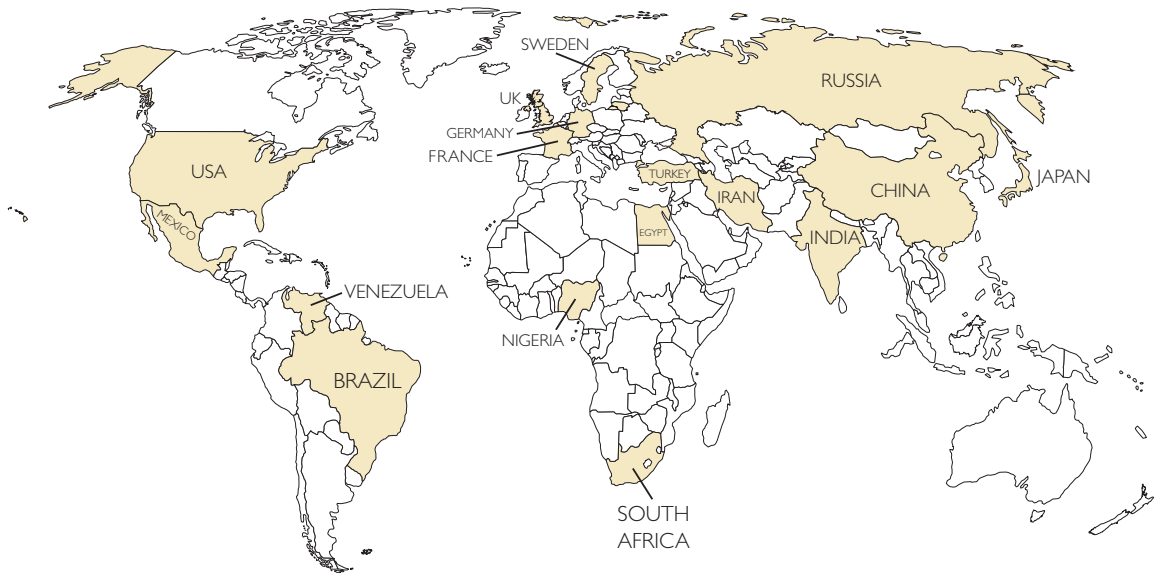 SWEDEN
RUSSIA
UK
GERMANY
FRANCE
USA
TURKEY
IRAN
CHINA
JAPAN
MEXICO
EGYPT
INDIA
VENEZUELA
NIGERIA
BRAZIL
SOUTH
AFRICA